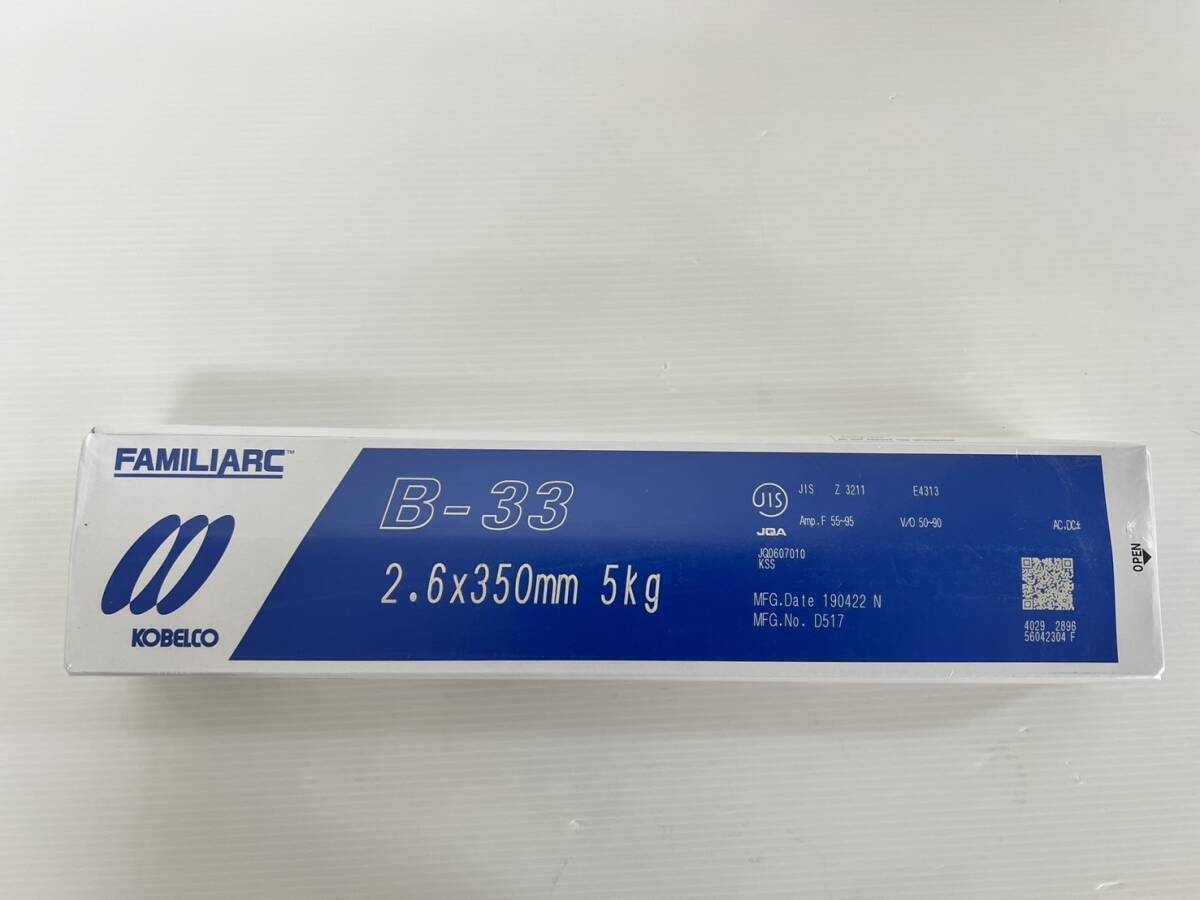 FAMILIARC™
KOBELCO
B-33
2.6x350mm 5kg
JIS
JQA
JIS Z 3211 E4313
Amp.F 55~95 V/O 50~90 AC.DC±
JQ0607010
KSS
MFG.Date 190422 N
MFG.No. D517
4029 2896
56042304 F
OPEN